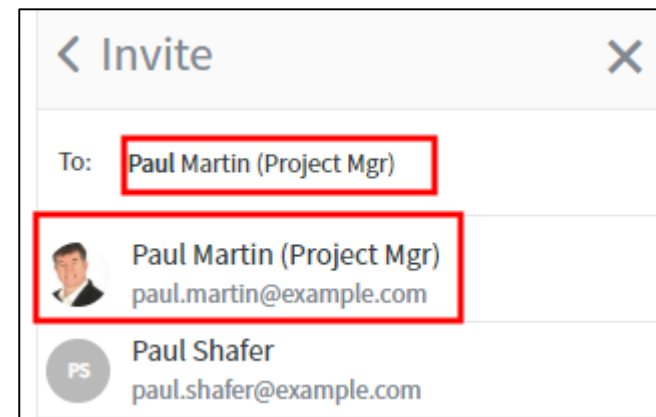 Invite
To: Paul Martin (Project Mgr)
Paul Martin (Project Mgr)
paul.martin@example.com
PS
Paul Shafer
paul.shafer@example.com